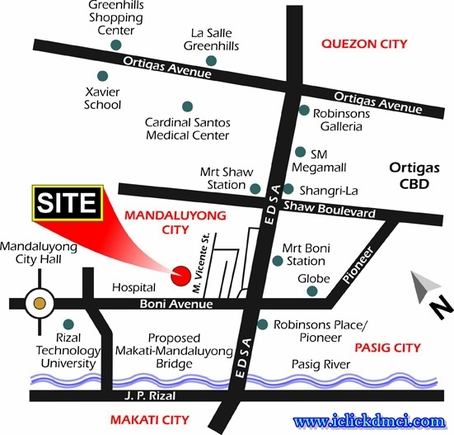 Greenhills
Shopping
Center
La Salle
Greenhills
QUEZON CITY
Ortigas Avenue
Ortigas Avenue
Xavier
School
Cardinal Santos
Medical Center
Robinsons
Galleria
SM
Megamall
Ortigas
CBD
Mrt Shaw
Station
Shangri-La
EDSA
Shaw Boulevard
SITE
MANDALUYONG
CITY
Mandaluyong
City Hall
M. Vicente St.
Mrt Boni
Station
Pioneer
Globe
Hospital
Boni Avenue
N
Rizal
Technology
University
Proposed
Makati-Mandaluyong
Bridge
EDSA
Robinsons Place/
Pioneer
PASIG CITY
Pasig River
J. P. Rizal
MAKATI CITY
www.iclickdmci.com